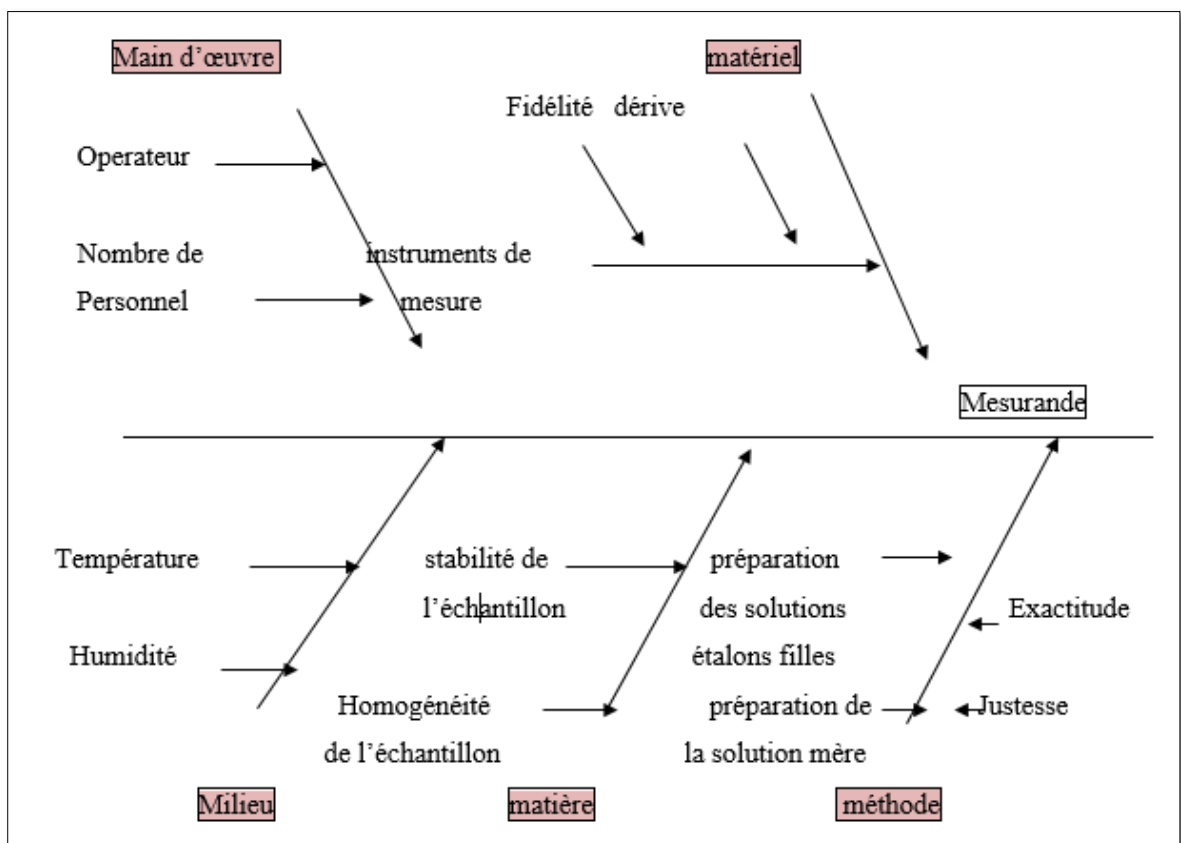 Main d’œuvre
matériel
Fidélité dérive
Operateur
Nombre de
Personnel
instruments de
mesure
Mesurande
Température
Humidité
stabilité de
l’échantillon
Homogénéité
de l’échantillon
préparation
des solutions
étalons filles
préparation de
la solution mère
Exactitude
Justesse
Milieu
matière
méthode